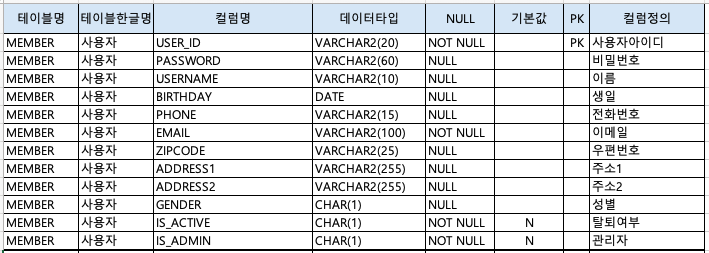 테이블명 테이블한글명 컬럼명 데이터타입 NULL 기본값 PK 컬럼정의
MEMBER 사용자 USER_ID VARCHAR2(20) NOT NULL PK 사용자아이디
MEMBER 사용자 PASSWORD VARCHAR2(60) NULL 비밀번호
MEMBER 사용자 USERNAME VARCHAR2(10) NULL 이름
MEMBER 사용자 BIRTHDAY DATE NULL 생일
MEMBER 사용자 PHONE VARCHAR2(15) NULL 전화번호
MEMBER 사용자 EMAIL VARCHAR2(100) NOT NULL 이메일
MEMBER 사용자 ZIPCODE VARCHAR2(25) NULL 우편번호
MEMBER 사용자 ADDRESS1 VARCHAR2(255) NULL 주소1
MEMBER 사용자 ADDRESS2 VARCHAR2(255) NULL 주소2
MEMBER 사용자 GENDER CHAR(1) NULL 성별
MEMBER 사용자 IS_ACTIVE CHAR(1) NOT NULL N 탈퇴여부
MEMBER 사용자 IS_ADMIN CHAR(1) NOT NULL N 관리자